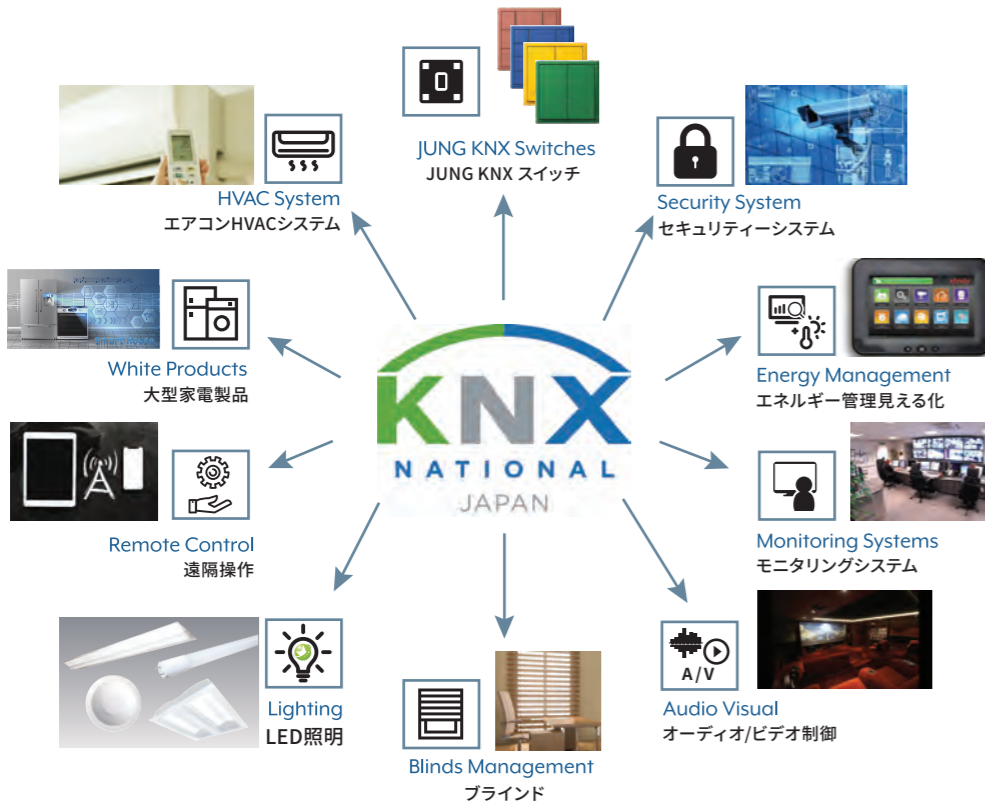 JUNG KNX Switches
JUNG KNX スイッチ
HVAC System
エアコンHVACシステム
Security System
セキュリティーシステム
White Products
大型家電製品
Energy Management
エネルギー管理見える化
KNX
NATIONAL
JAPAN
Remote Control
遠隔操作
Monitoring Systems
モニタリングシステム
Lighting
LED照明
A/V
Audio Visual
オーディオ/ビデオ制御
Blinds Management
ブラインド